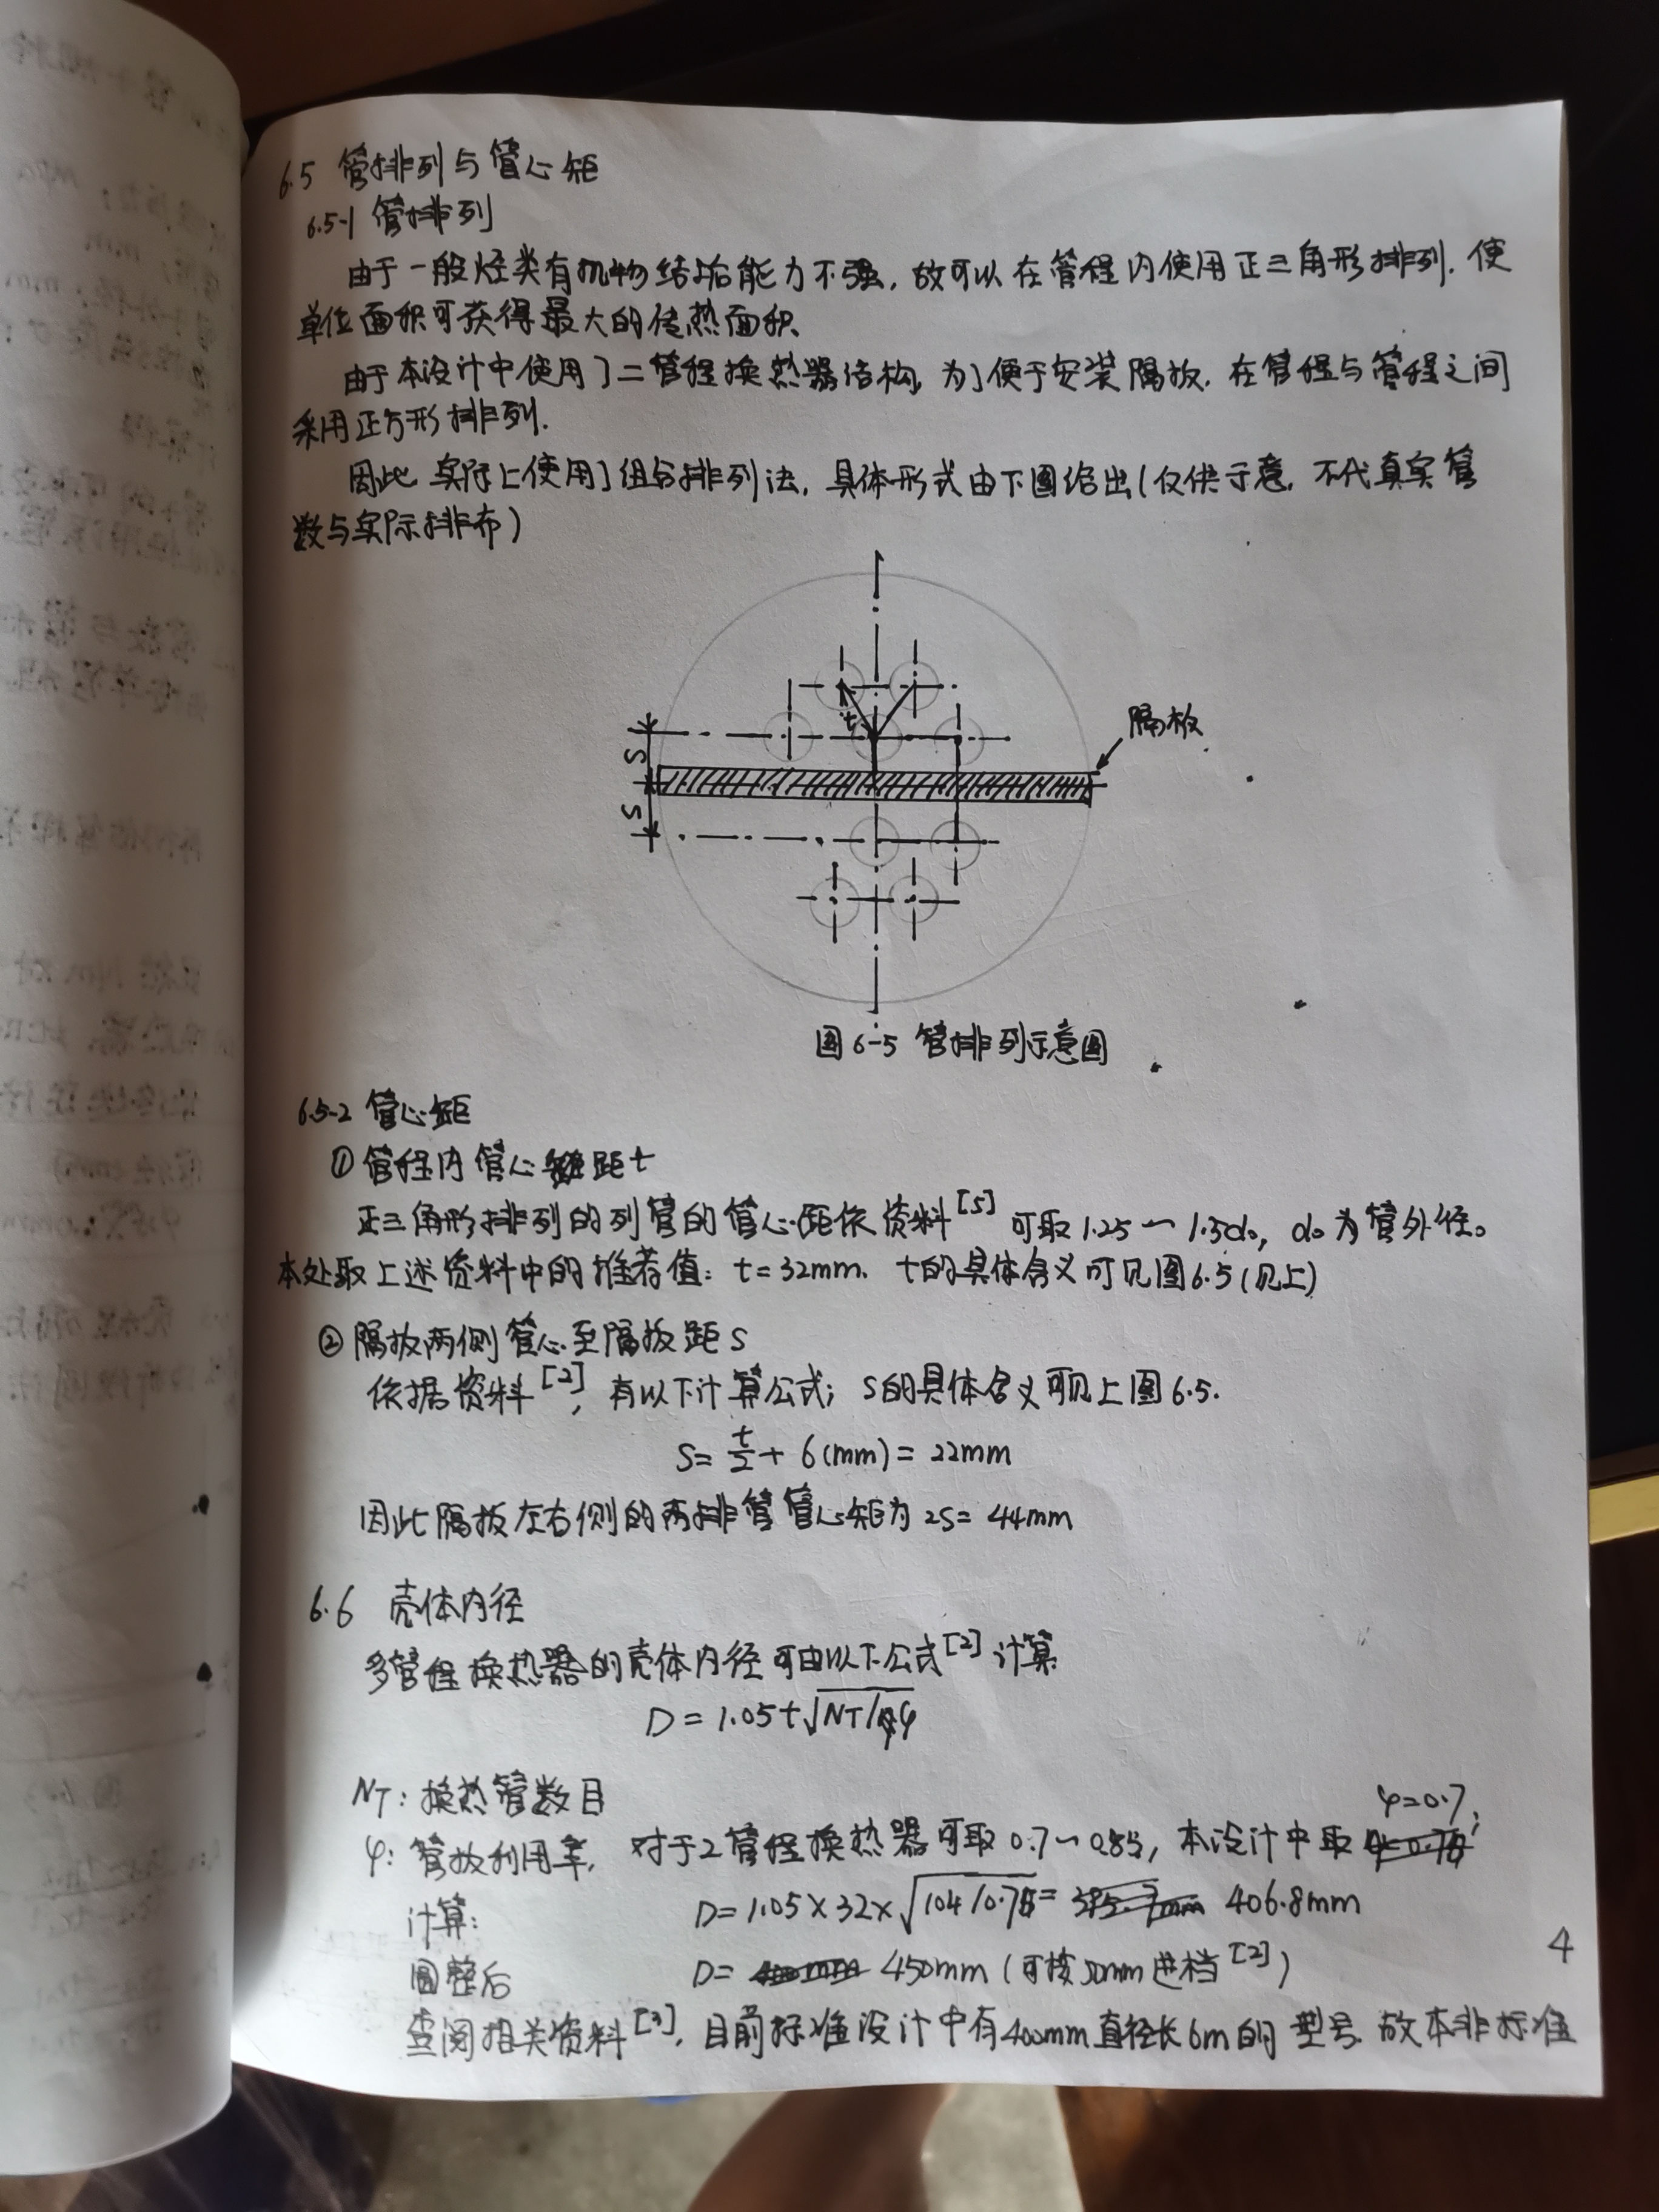 6.5 管排列与管心矩
6.5-1 管排列
由于一般烃类有机物结垢能力不强,故可以在管程内使用正三角形排列.使
单位面积可获得最大的传热面积.
由于本设计中使用了二管程换热器结构,为了便于安装隔板,在管程与管程之间
采用正方形排列.
因此,实际上使用了组合排列法,具体形式由下图给出(仅供示意,不代真实管
数与实际排布)
t
S
S
隔板
图6-5 管排列示意图
6.5-2 管心矩
① 管程内管心距t
正三角形排列的列管的管心距依资料[5]可取1.25~1.5d₀, d₀为管外径。
本处取上述资料中的推荐值: t=32mm. t的具体含义可见图6.5(见上)
② 隔板两侧管心至隔板距S
依据资料[2],有以下计算公式; S的具体含义可见上图6.5.
S=t/2+6(mm)=22mm
因此隔板左右侧的两排管管心矩为2S=44mm
6.6 壳体内径
多管程换热器的壳体内径可由以下公式[2]计算
D=1.05t√NT/φ
NT: 换热管数目
φ=0.7;
φ: 管板利用率, 对于2管程换热器可取0.7~0.85, 本设计中取
计算: D=1.05×32×√104/0.7= 406.8mm
圆整后 D= 450mm(可按50mm进档[2])
查阅相关资料[3],目前标准设计中有400mm直径长6m的型号.故本非标准
4